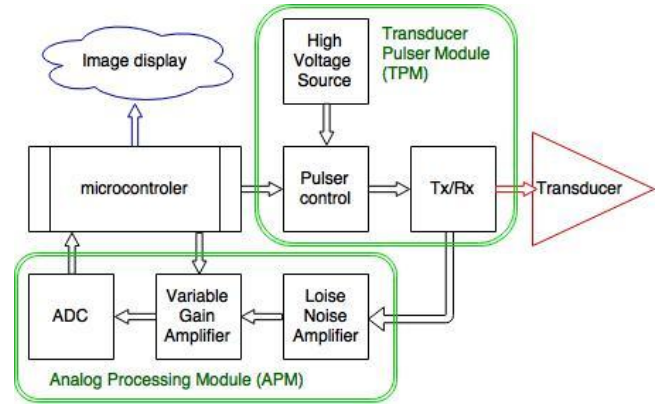 Image display
High
Voltage
Source
Transducer
Pulser Module
(TPM)
microcontroler
Pulser
control
Tx/Rx
Transducer
ADC
Variable
Gain
Amplifier
Loise
Noise
Amplifier
Analog Processing Module (APM)